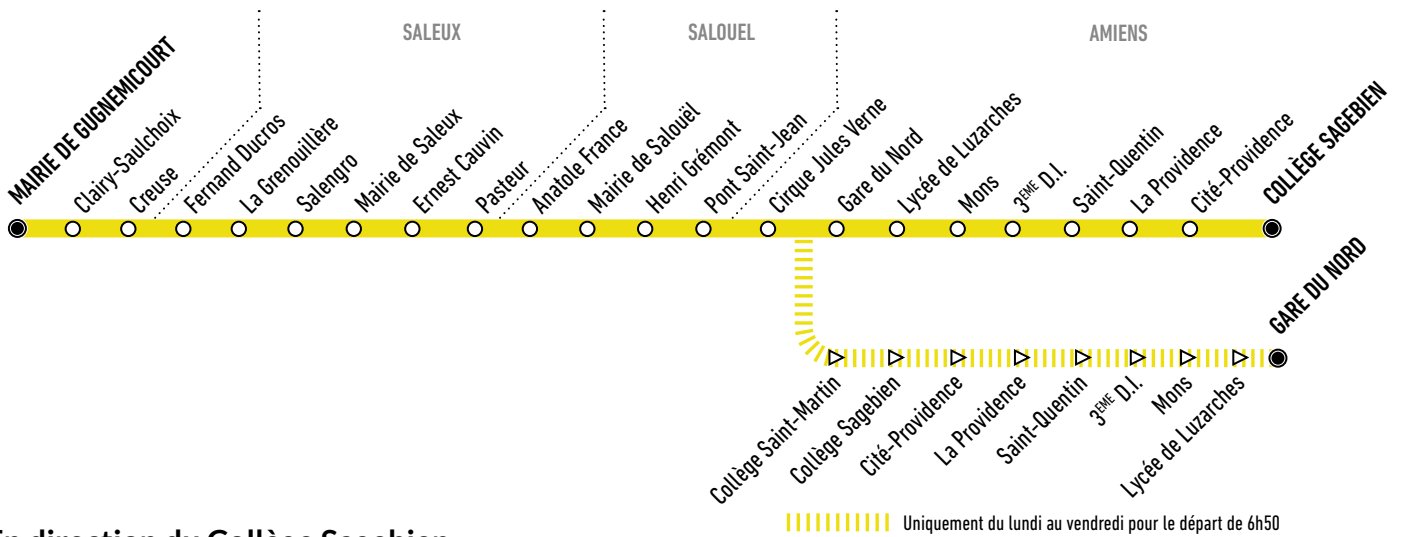 SALEUX
SALOUEL
AMIENS
MAIRIE DE GUGNEMICOURT
Clairy-Saulchoix
Creuse
Fernand Ducros
La Grenouillère
Salengro
Mairie de Saleux
Ernest Cauvin
Pasteur
Anatole France
Mairie de Salouël
Henri Grémont
Pont Saint-Jean
Cirque Jules Verne
Gare du Nord
Lycée de Luzarches
Mons
3EME D.I.
Saint-Quentin
La Providence
Cité-Providence
COLLÈGE SAGEBIEN
GARE DU NORD
Collège Saint-Martin
Collège Sagebien
Cité-Providence
La Providence
Saint-Quentin
3EME D.I.
Mons
Lycée de Luzarches
Uniquement du lundi au vendredi pour le départ de 6h50